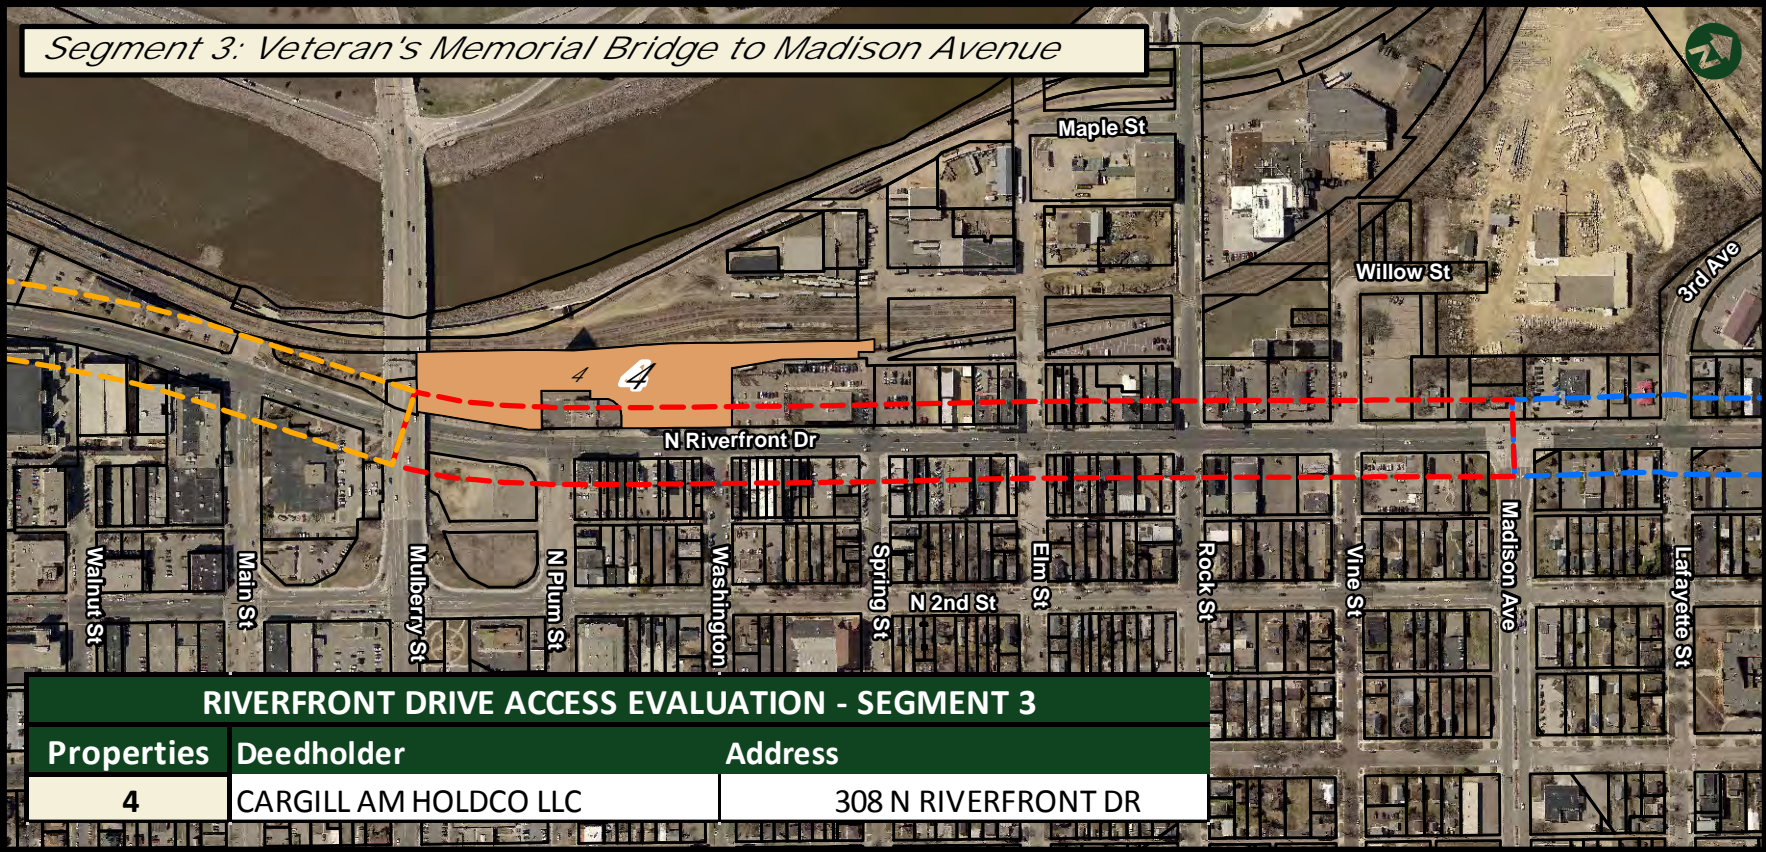 Segment 3: Veteran's Memorial Bridge to Madison Avenue
N
Maple St
Willow St
3rd Ave
4
4
N Riverfront Dr
Walnut St
Main St
Mulberry St
N Plum St
Washington
Spring St
N 2nd St
Elm St
Rock St
Vine St
Madison Ave
Lafayette St
RIVERFRONT DRIVE ACCESS EVALUATION - SEGMENT 3
Properties Deedholder Address
4 CARGILL AM HOLDCO LLC 308 N RIVERFRONT DR